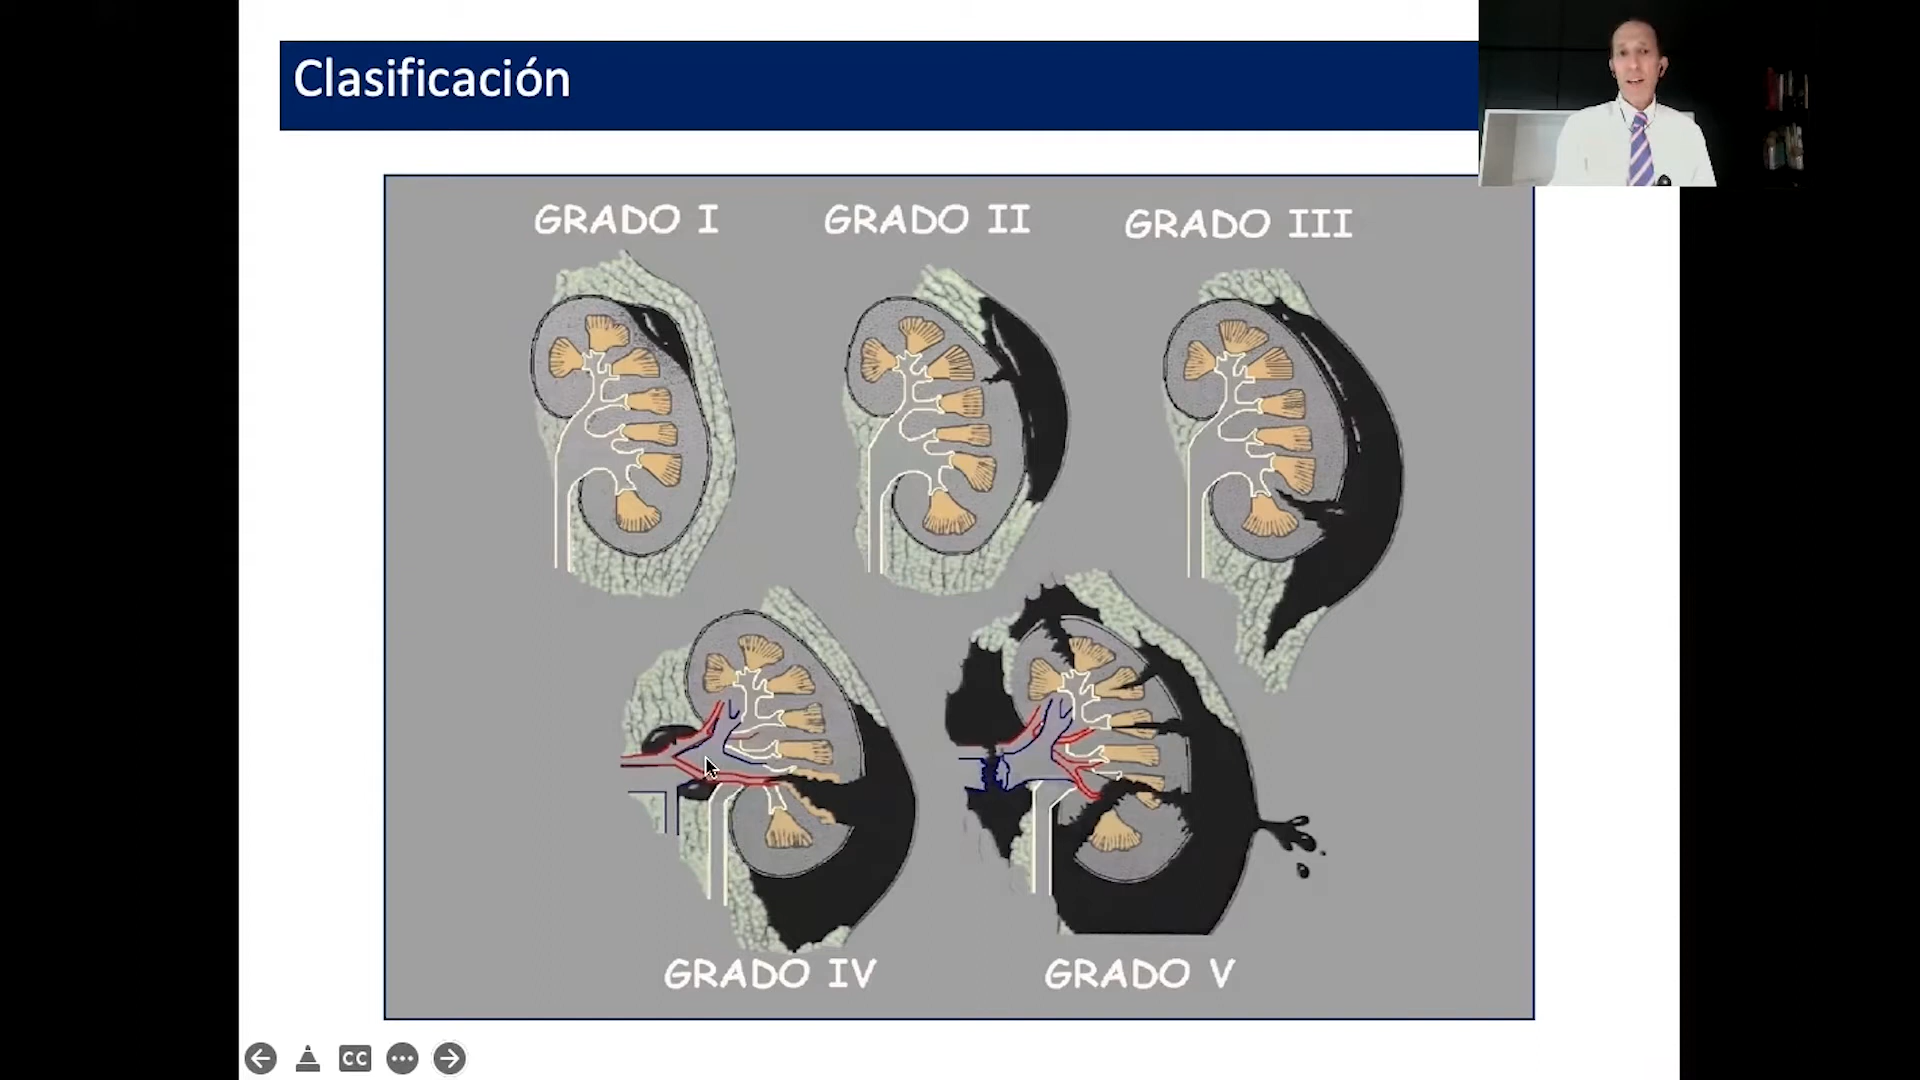 Clasificación
GRADO I
GRADO II
GRADO III
GRADO IV
GRADO V
CC